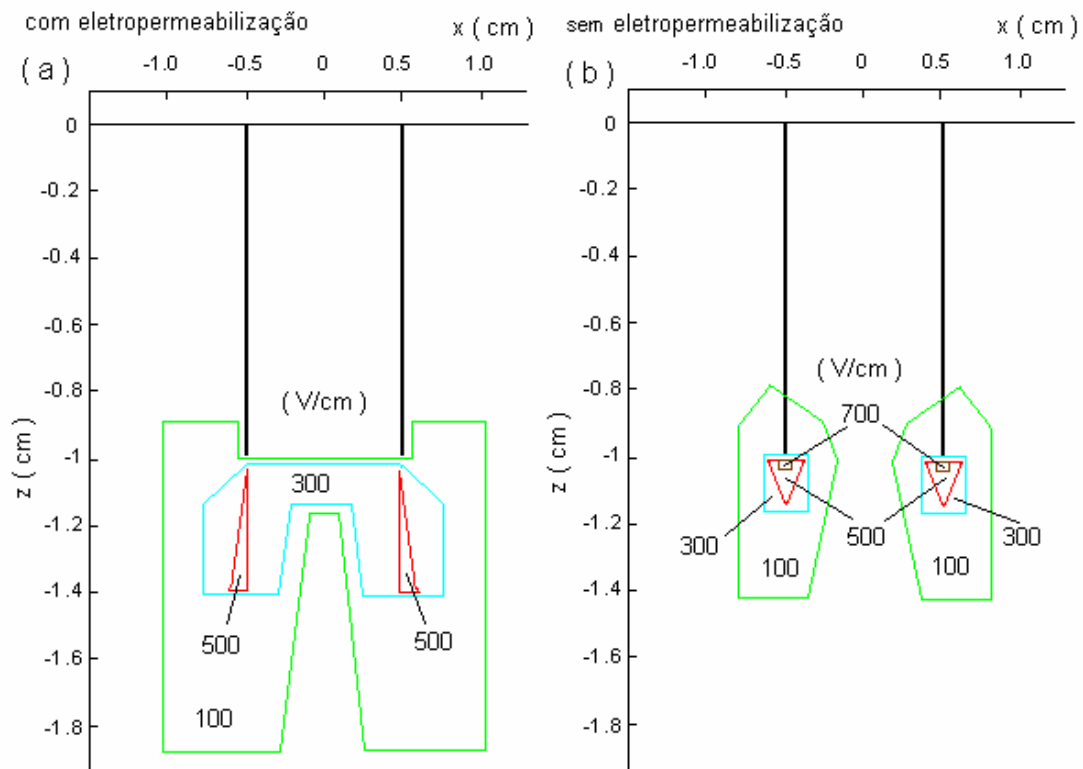 com eletropermeabilização
x ( cm )
( a )
-1.0 -0.5 0 0.5 1.0
0
-0.2
-0.4
-0.6
-0.8
-1
-1.2
-1.4
-1.6
-1.8
z ( cm )
( V/cm )
300
500
500
100
sem eletropermeabilização
x ( cm )
( b )
-1.0 -0.5 0 0.5 1.0
0
-0.2
-0.4
-0.6
-0.8
-1
-1.2
-1.4
-1.6
-1.8
z ( cm )
( V/cm )
700
300
500
300
100
100